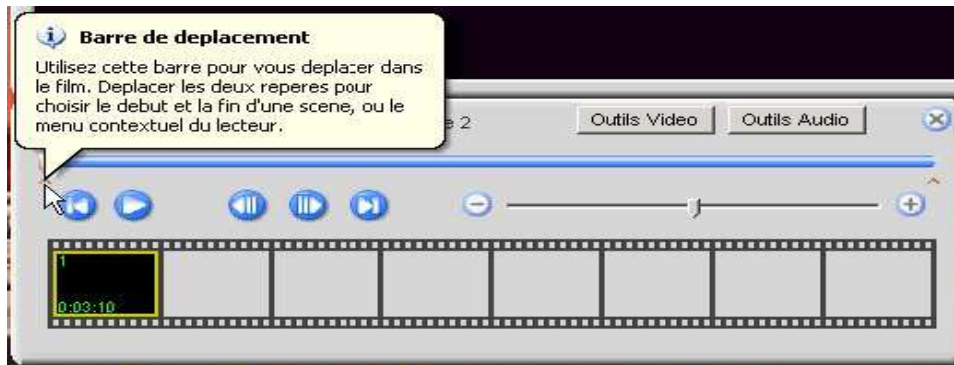 Barre de deplacement
Utilisez cette barre pour vous deplacer dans
le film. Deplacer les deux reperes pour
choisir le debut et la fin d'une scene, ou le
menu contextuel du lecteur.
2
Outils Video
Outils Audio
1
0:03:10